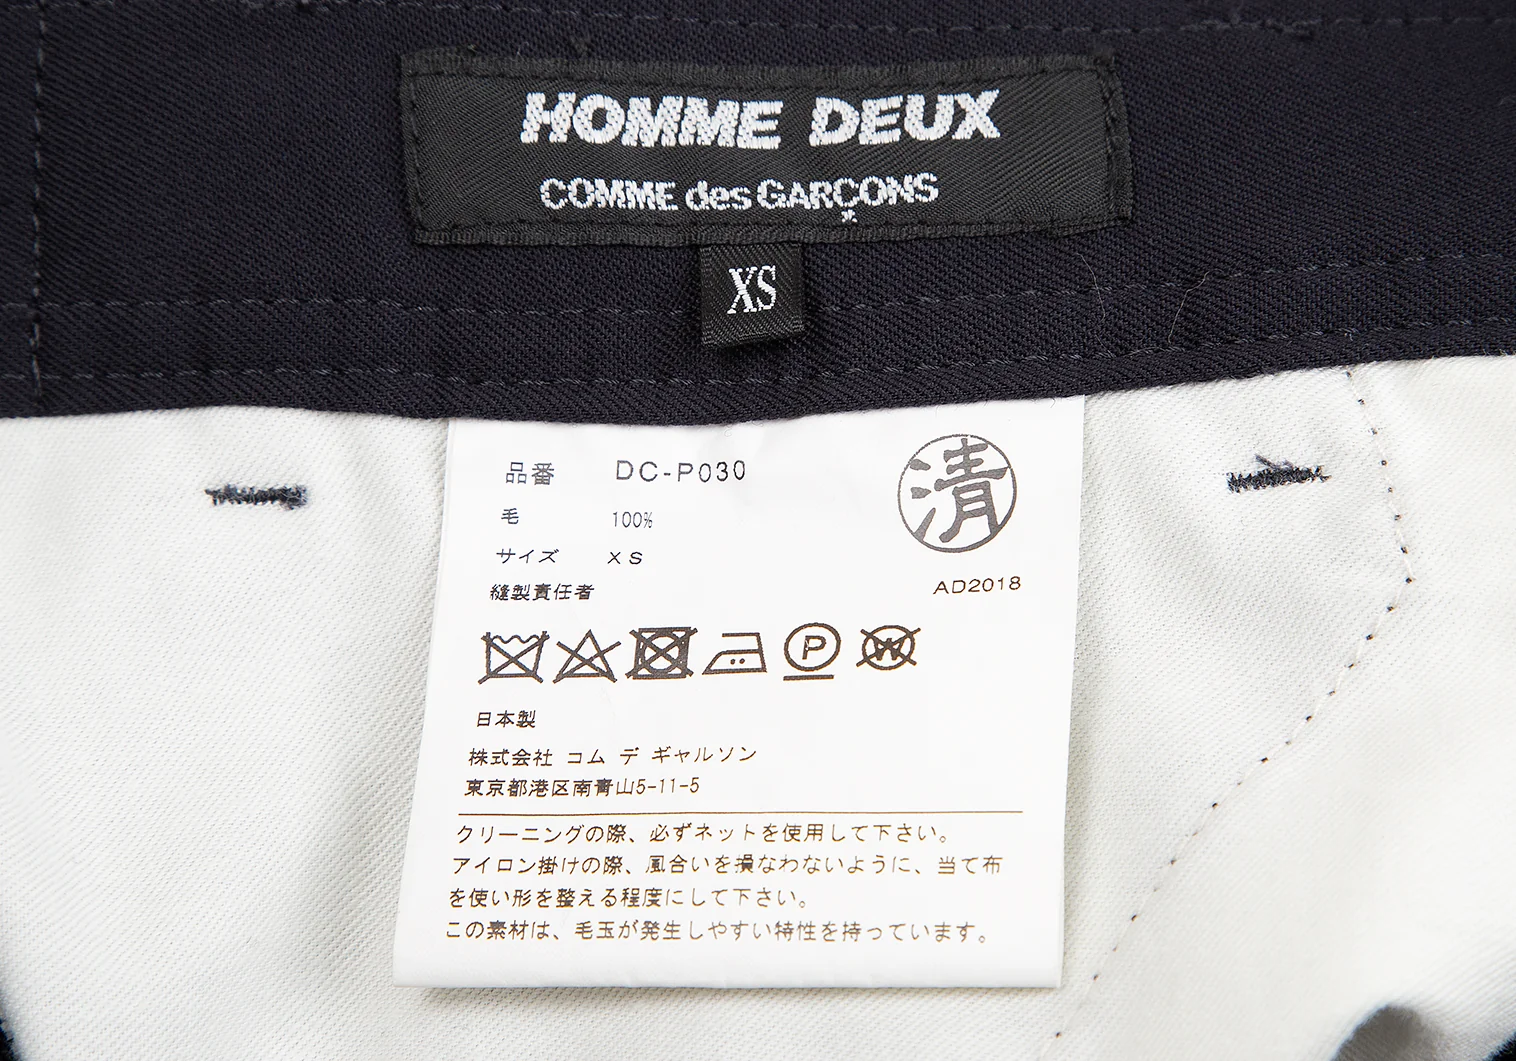 HOMME DEUX
COMME des GARÇONS
XS
品番 DC-P030
清
毛 100%
サイズ XS
縫製責任者
AD2018
P
W
日本製
株式会社 コム デ ギャルソン
東京都港区南青山5-11-5
クリーニングの際、必ずネットを使用して下さい。
アイロン掛けの際、風合いを損なわないように、当て布
を使い形を整える程度にして下さい。
この素材は、毛玉が発生しやすい特性を持っています。